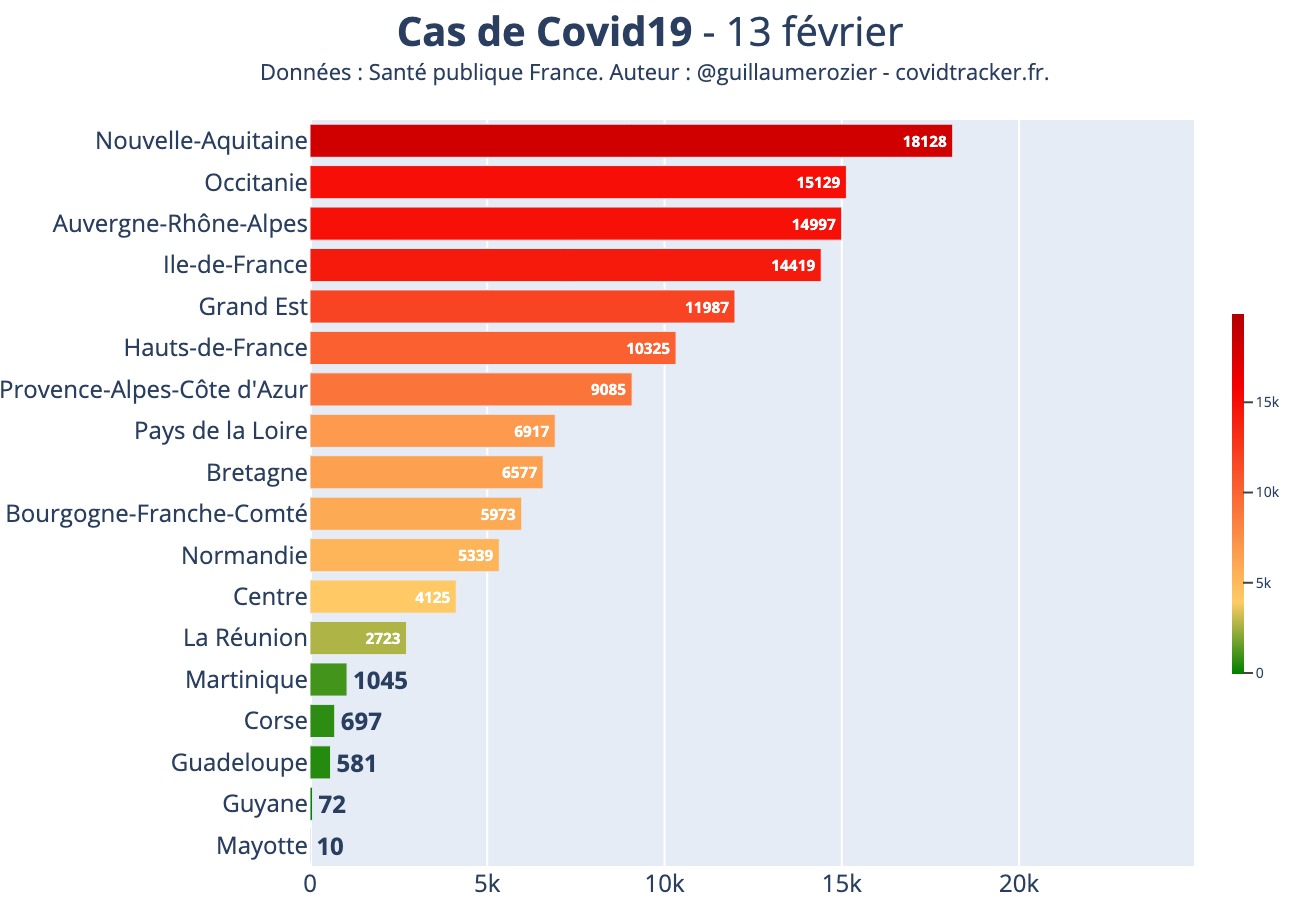 Cas de Covid19 - 13 février
Données : Santé publique France. Auteur : @guillaumerozier - covidtracker.fr.
Nouvelle-Aquitaine 18128
Occitanie 15129
Auvergne-Rhône-Alpes 14997
Ile-de-France 14419
Grand Est 11987
Hauts-de-France 10325
Provence-Alpes-Côte d'Azur 9085
Pays de la Loire 6917
Bretagne 6577
Bourgogne-Franche-Comté 5973
Normandie 5339
Centre 4125
La Réunion 2723
Martinique 1045
Corse 697
Guadeloupe 581
Guyane 72
Mayotte 10
0 5k 10k 15k 20k
15k
10k
5k
0